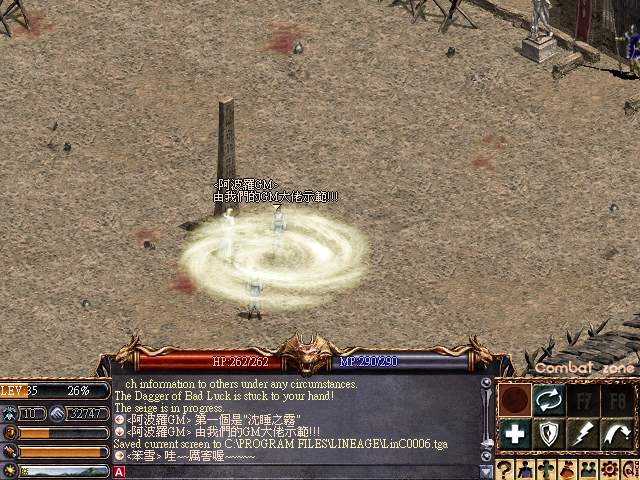 <阿波羅GM>
由我們的GM大佬示範!!!
HP:262/262
MP:290/290
LEV:35 26%
10 32747
ch information to others under any circumstances.
The Dagger of Bad Luck is stuck to your hand!
The seige is in progress.
<阿波羅GM> 第一個是"沈睡之霧"
<阿波羅GM> 由我們的GM大佬示範!!!
Saved current screen to C:\PROGRAM FILES\LINEAGE\LinC0006.tga
<笨雪> 哇~~厲害喔~~~~~
A
Combat zone
F7 F8